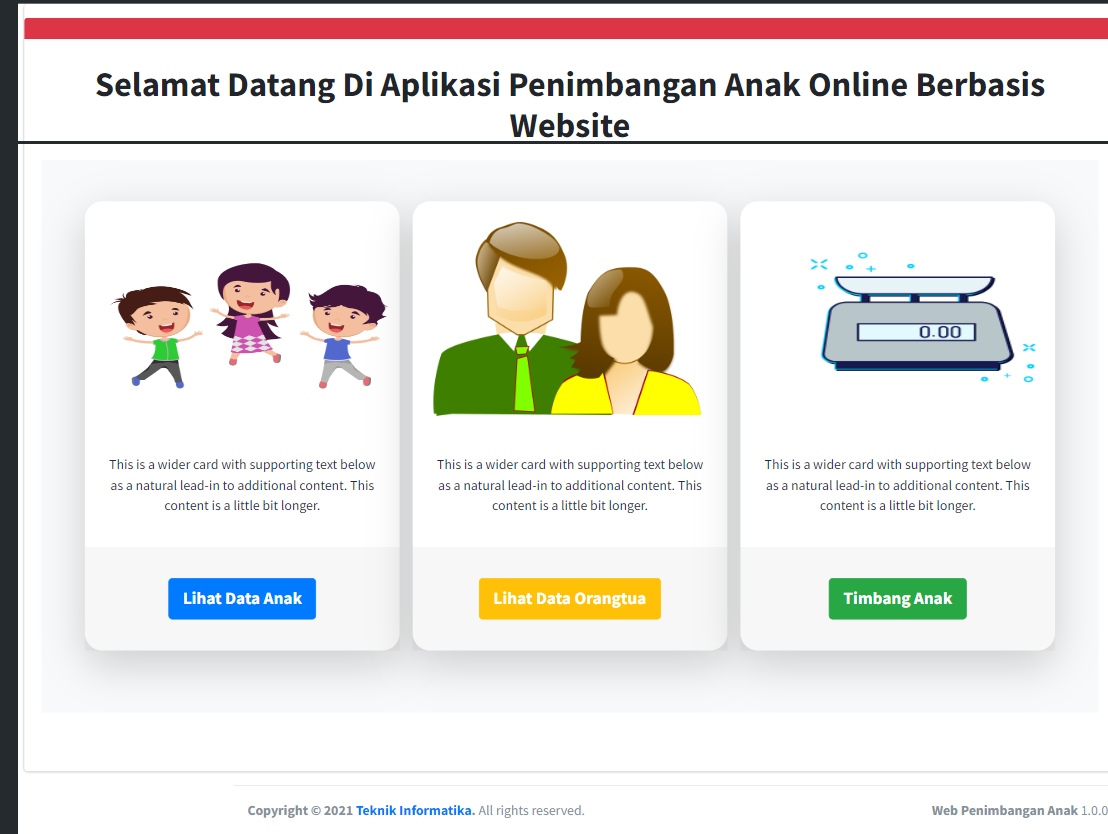 Selamat Datang Di Aplikasi Penimbangan Anak Online Berbasis
Website
0.00
This is a wider card with supporting text below
as a natural lead-in to additional content. This
content is a little bit longer.
Lihat Data Anak
This is a wider card with supporting text below
as a natural lead-in to additional content. This
content is a little bit longer.
Lihat Data Orangtua
This is a wider card with supporting text below
as a natural lead-in to additional content. This
content is a little bit longer.
Timbang Anak
Copyright © 2021 Teknik Informatika. All rights reserved.
Web Penimbangan Anak 1.0.0